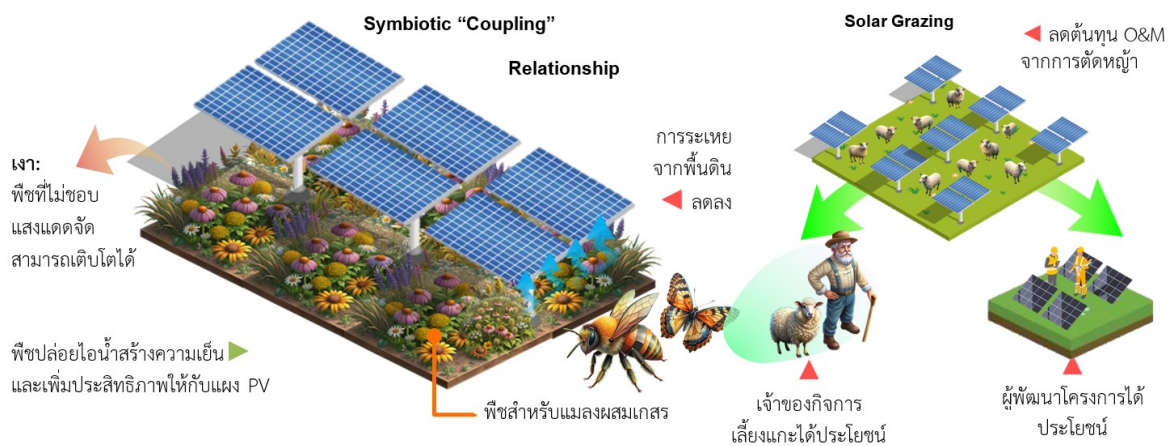 Symbiotic “Coupling”
Relationship
เงา:
พืชที่ไม่ชอบ
แสงแดดจัด
สามารถเติบโตได้
พืชปล่อยไอน้ำสร้างความเย็น
และเพิ่มประสิทธิภาพให้กับแผง PV
การระเหย
จากพื้นดิน
ลดลง
พืชสำหรับแมลงผสมเกสร
Solar Grazing
ลดต้นทุน O&M
จากการตัดหญ้า
เจ้าของกิจการ
เลี้ยงแกะได้ประโยชน์
ผู้พัฒนาโครงการได้
ประโยชน์